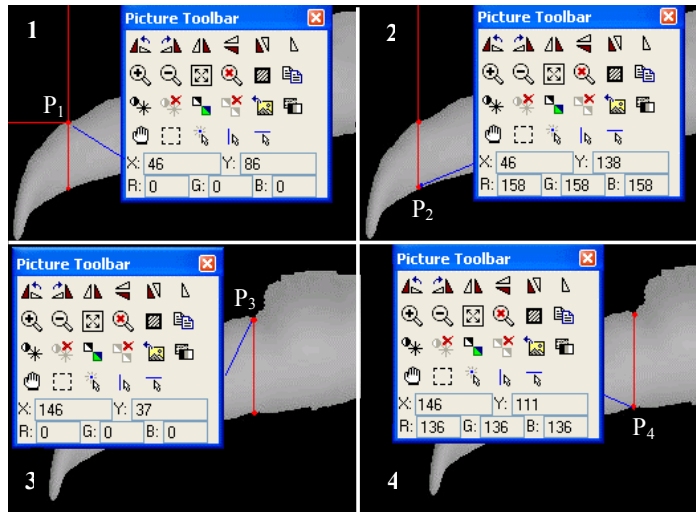 1
Picture Toolbar
P1
X: 46 Y: 86
R: 0 G: 0 B: 0
2
Picture Toolbar
X: 46 Y: 138
R: 158 G: 158 B: 158
P2
Picture Toolbar
P3
X: 146 Y: 37
R: 0 G: 0 B: 0
3
Picture Toolbar
X: 146 Y: 111
R: 136 G: 136 B: 136
P4
4